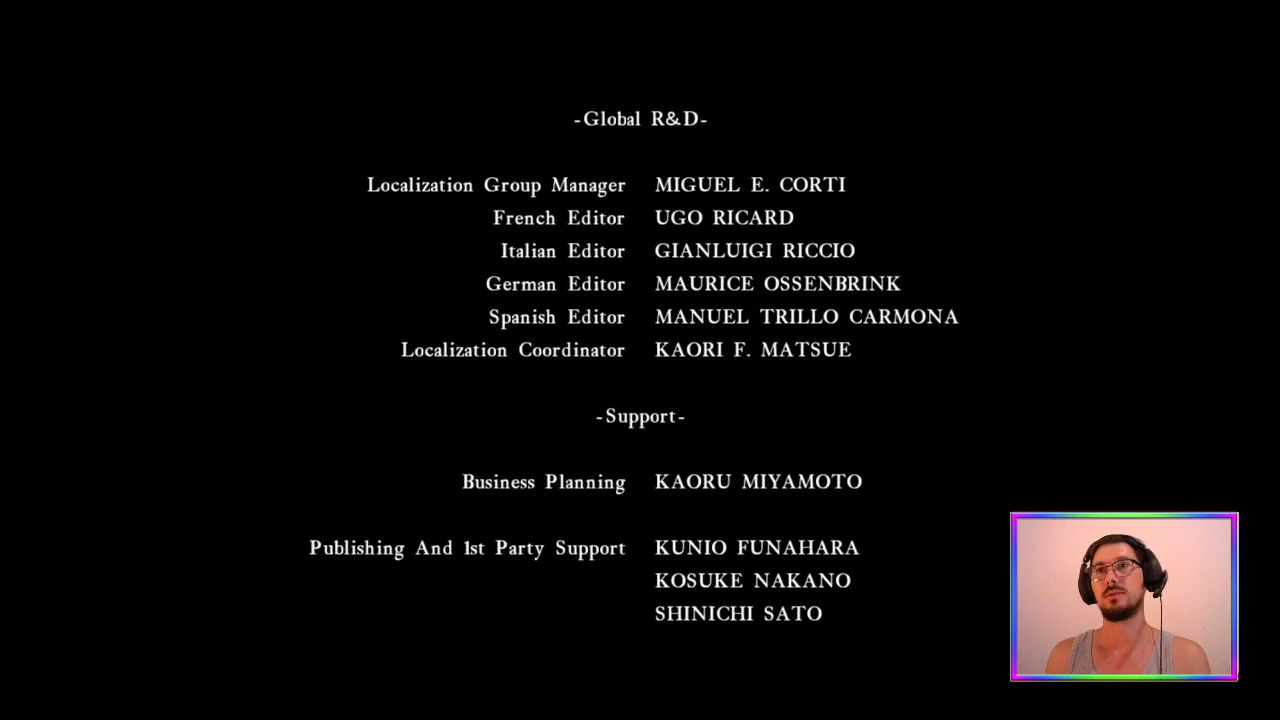 -Global R&D-
Localization Group Manager MIGUEL E. CORTI
French Editor UGO RICARD
Italian Editor GIANLUIGI RICCIO
German Editor MAURICE OSSENBRINK
Spanish Editor MANUEL TRILLO CARMONA
Localization Coordinator KAORI F. MATSUE
-Support-
Business Planning KAORU MIYAMOTO
Publishing And 1st Party Support KUNIO FUNAHARA
KOSUKE NAKANO
SHINICHI SATO